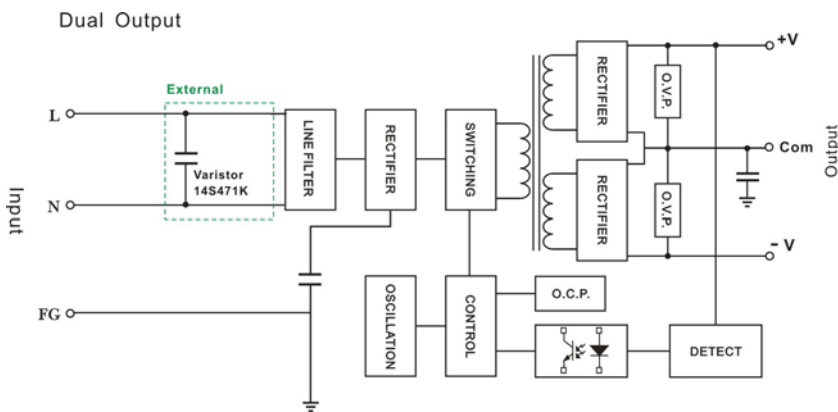 Dual Output
External
L
N
FG
Input
Varistor
14S471K
LINE FILTER
RECTIFIER
SWITCHING
RECTIFIER
RECTIFIER
O.V.P.
O.V.P.
+V
Com
- V
Output
OSCILLATION
CONTROL
O.C.P.
DETECT